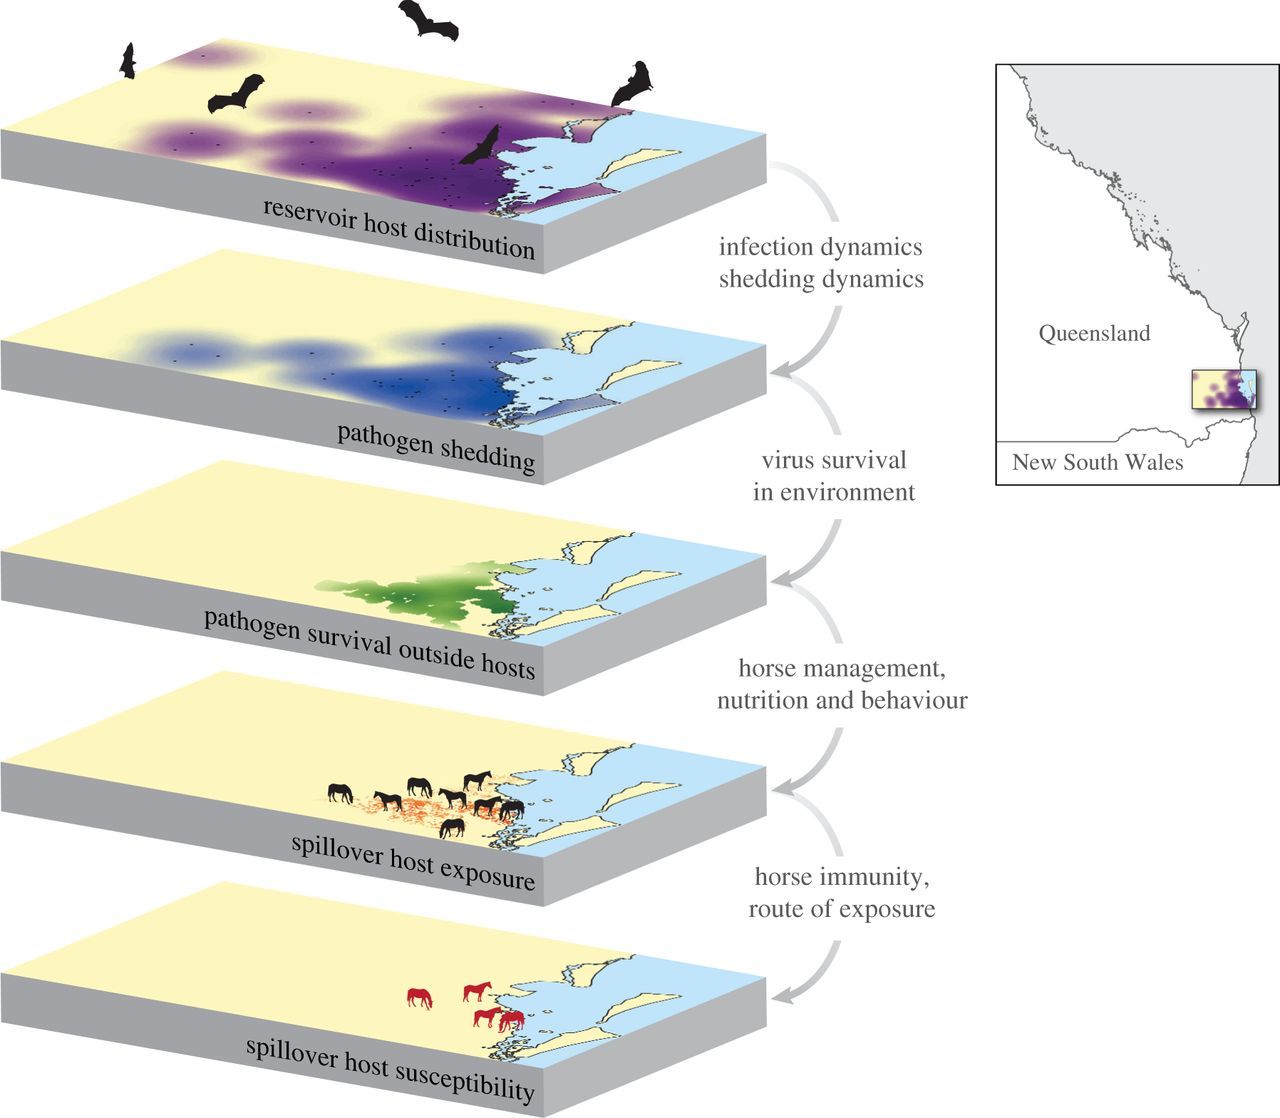 reservoir host distribution
infection dynamics
shedding dynamics
pathogen shedding
virus survival
in environment
pathogen survival outside hosts
horse management,
nutrition and behaviour
spillover host exposure
horse immunity,
route of exposure
spillover host susceptibility
Queensland
New South Wales